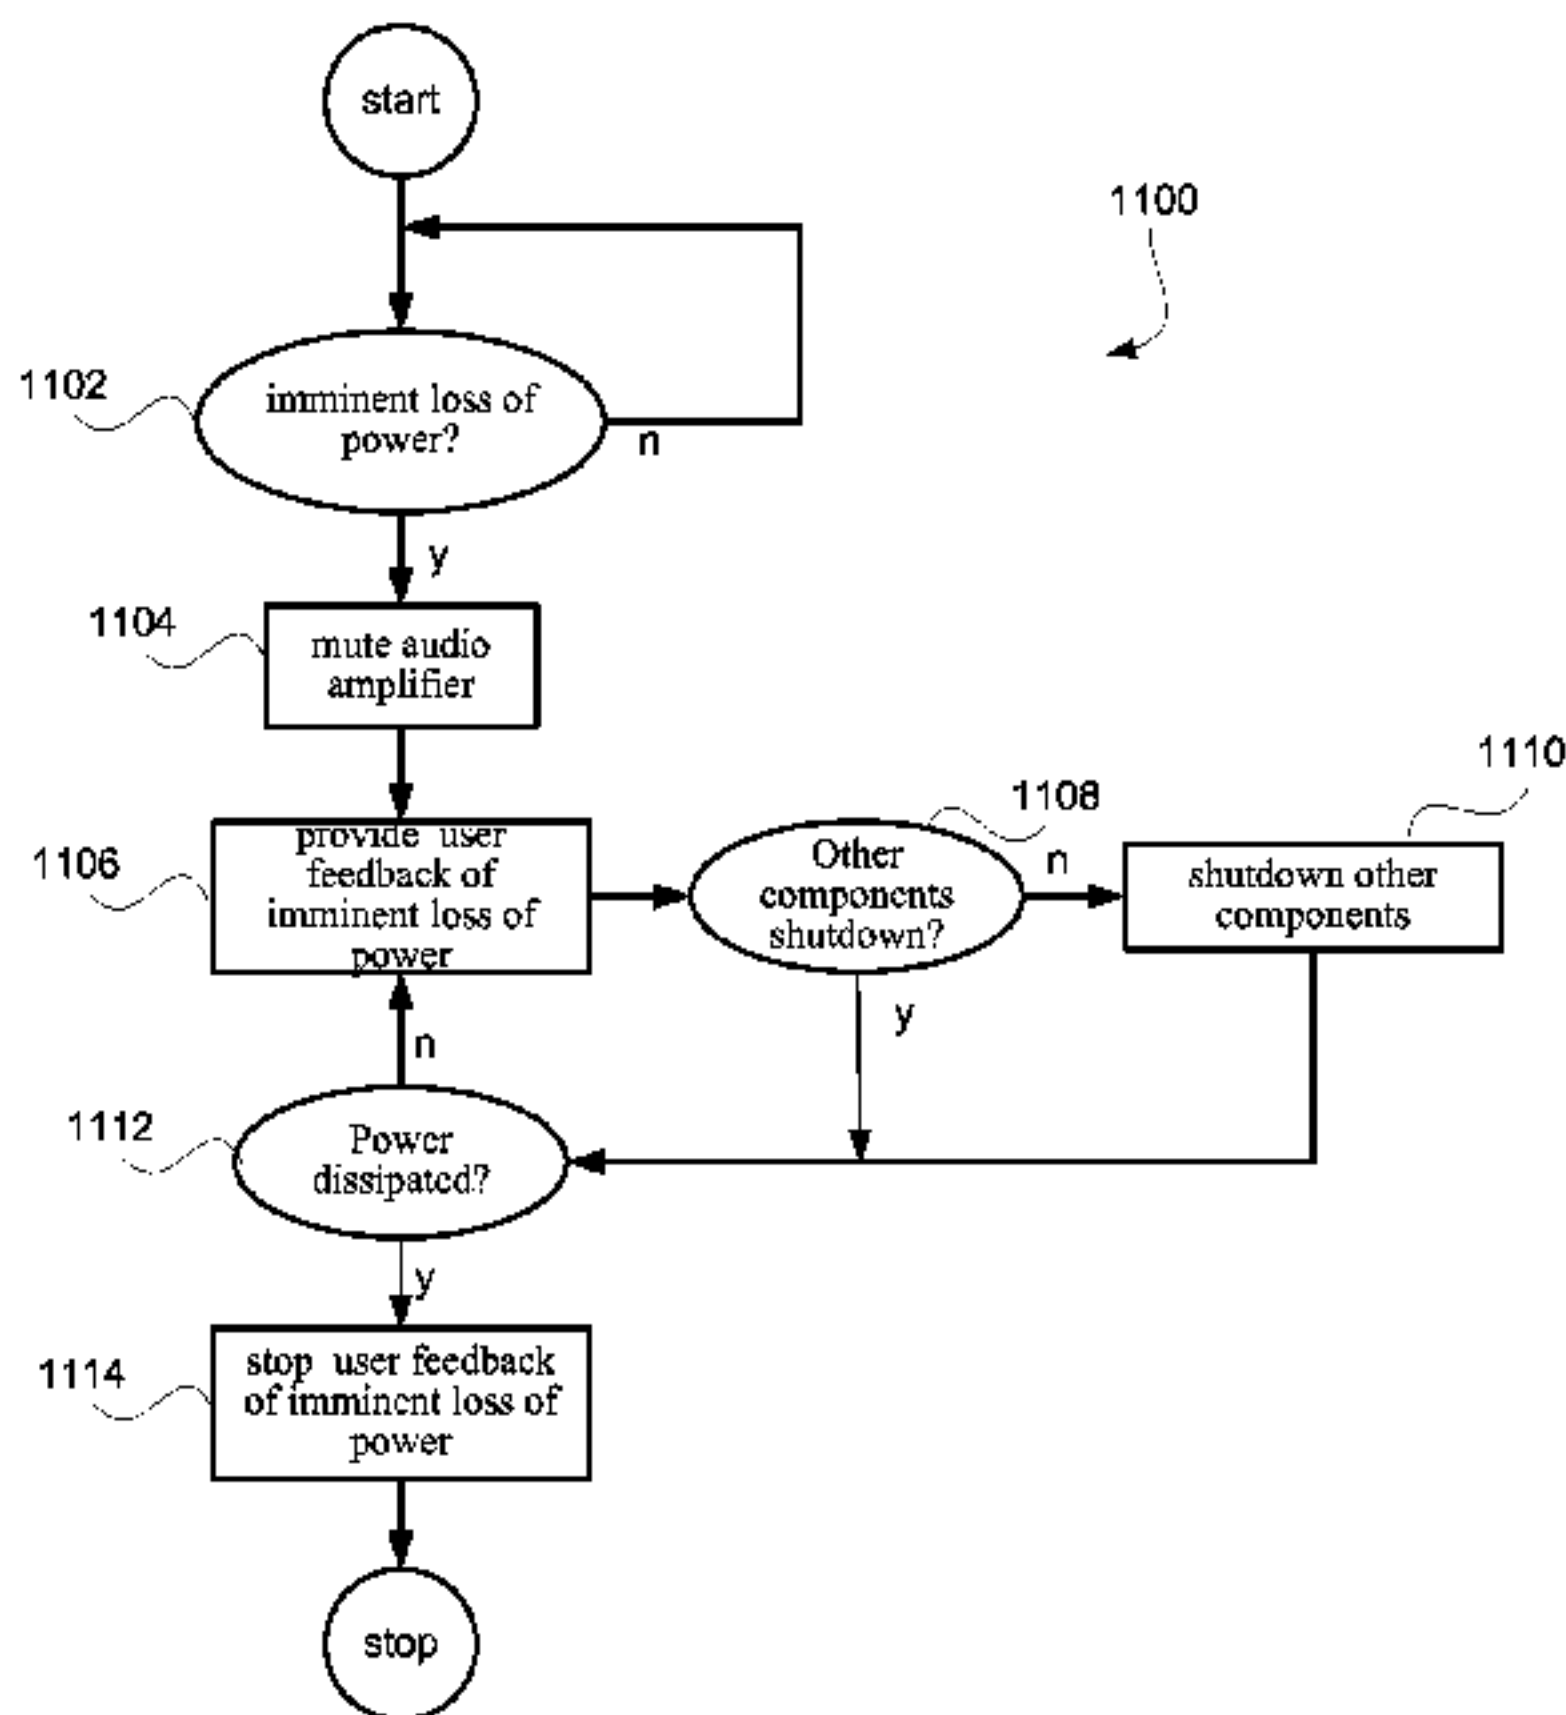 start
1100
1102
imminent loss of
power?
n
y
1104
mute audio
amplifier
1110
1108
1106
provide user
feedback of
imminent loss of
power
Other
components
shutdown?
n
shutdown other
components
y
n
1112
Power
dissipated?
y
1114
stop user feedback
of imminent loss of
power
stop